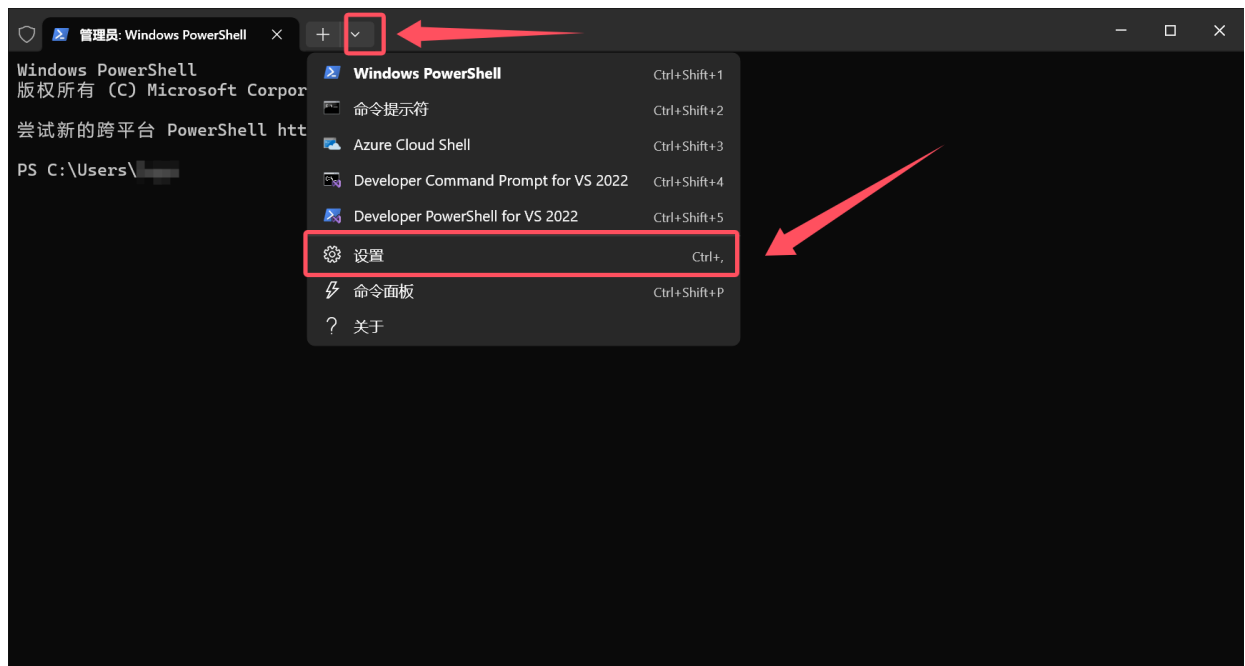 管理员: Windows PowerShell
Windows PowerShell
版权所有 (C) Microsoft Corpor
尝试新的跨平台 PowerShell htt
PS C:\Users\
Windows PowerShell Ctrl+Shift+1
命令提示符 Ctrl+Shift+2
Azure Cloud Shell Ctrl+Shift+3
Developer Command Prompt for VS 2022 Ctrl+Shift+4
Developer PowerShell for VS 2022 Ctrl+Shift+5
设置 Ctrl+,
命令面板 Ctrl+Shift+P
关于